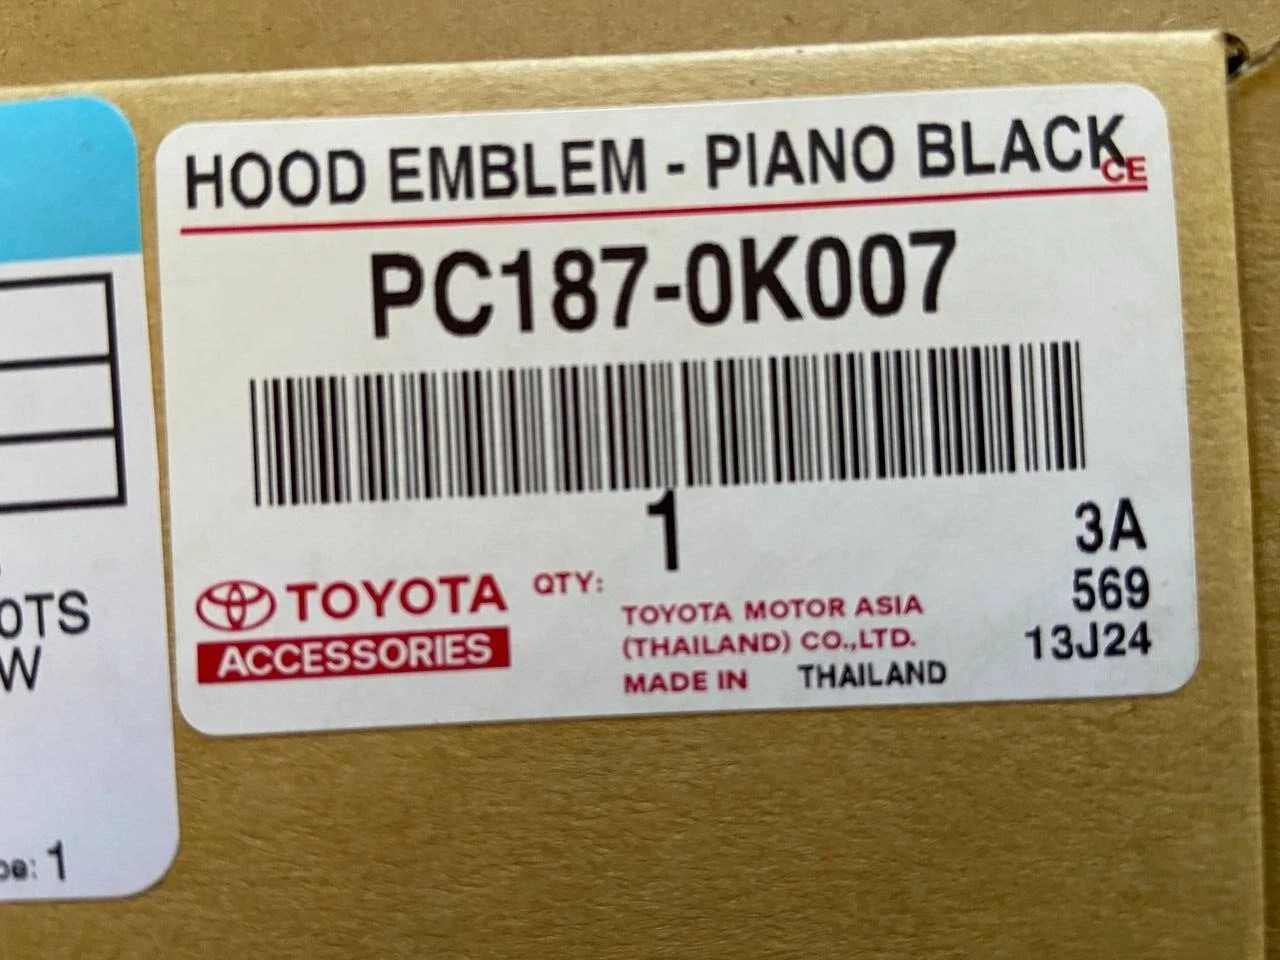 HOOD EMBLEM - PIANO BLACK
CE
PC187-0K007
1
3A
569
13J24
TOYOTA
ACCESSORIES
QTY:
TOYOTA MOTOR ASIA
(THAILAND) CO.,LTD.
MADE IN THAILAND
0TS
W
: 1